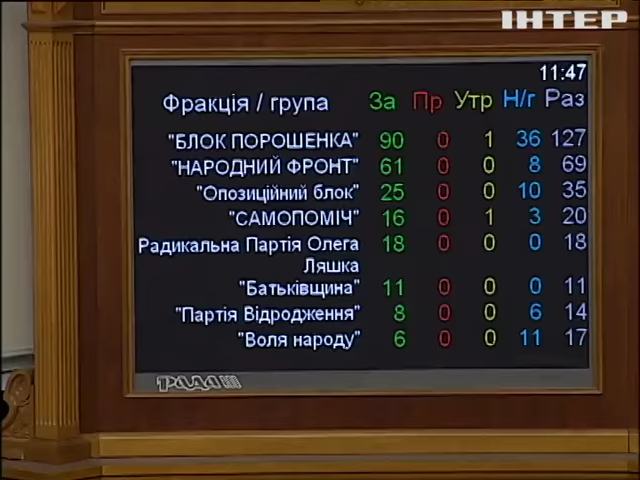 ІНТЕР
11:47
Фракція / група За Пр Утр Н/г Раз
"БЛОК ПОРОШЕНКА" 90 0 1 36 127
"НАРОДНИЙ ФРОНТ" 61 0 0 8 69
"Опозиційний блок" 25 0 0 10 35
"САМОПОМІЧ" 16 0 1 3 20
Радикальна Партія Олега 18 0 0 0 18
Ляшка
"Батьківщина" 11 0 0 0 11
"Партія Відродження" 8 0 0 6 14
"Воля народу" 6 0 0 11 17
РАДА